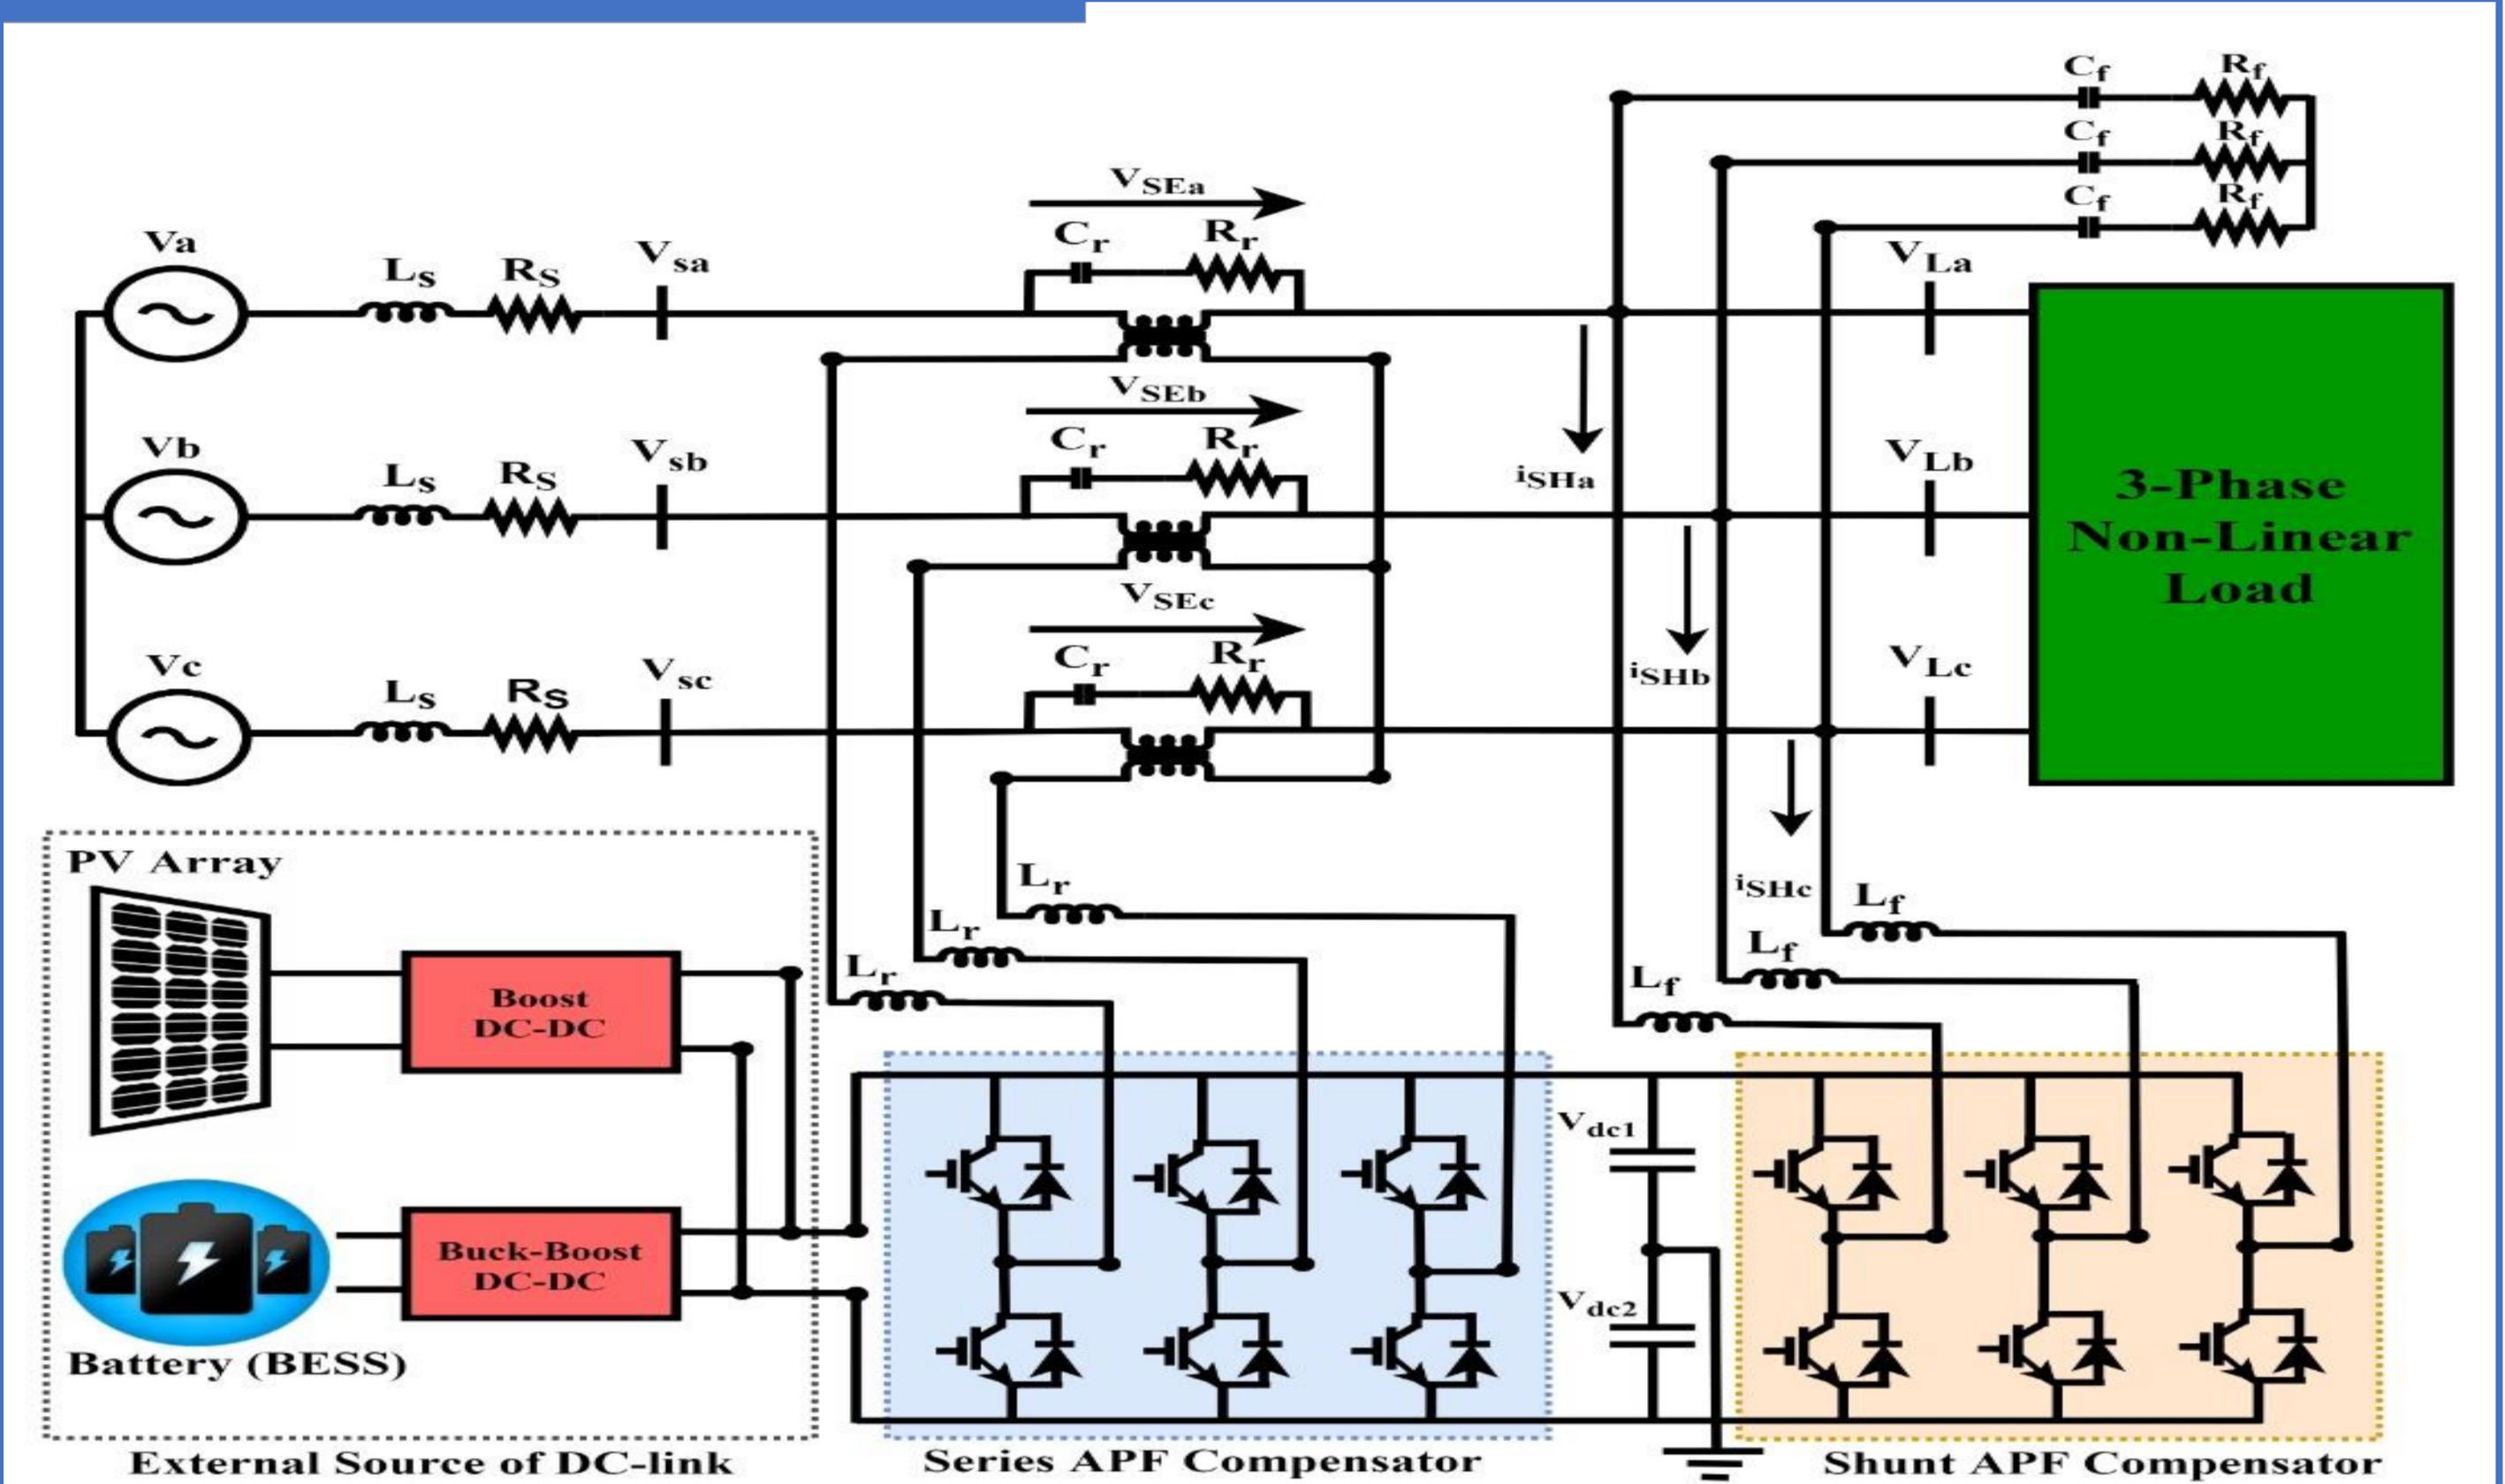 Cf
Rf
Cf
Rf
Cf
Rf
VSEa
Cr
Rr
Va
Ls
RS
Vsa
VLa
VSEb
Cr
Rr
Vb
Ls
RS
Vsb
iSHa
VLb
3-Phase
Non-Linear
Load
VSEc
Cr
Rr
Vc
Ls
RS
Vsc
iSHb
VLc
PV Array
Lr
Lr
Lr
iSHc
Lf
Lf
Lf
Boost
DC-DC
Vdc1
Buck-Boost
DC-DC
Vdc2
Battery (BESS)
External Source of DC-link
Series APF Compensator
Shunt APF Compensator